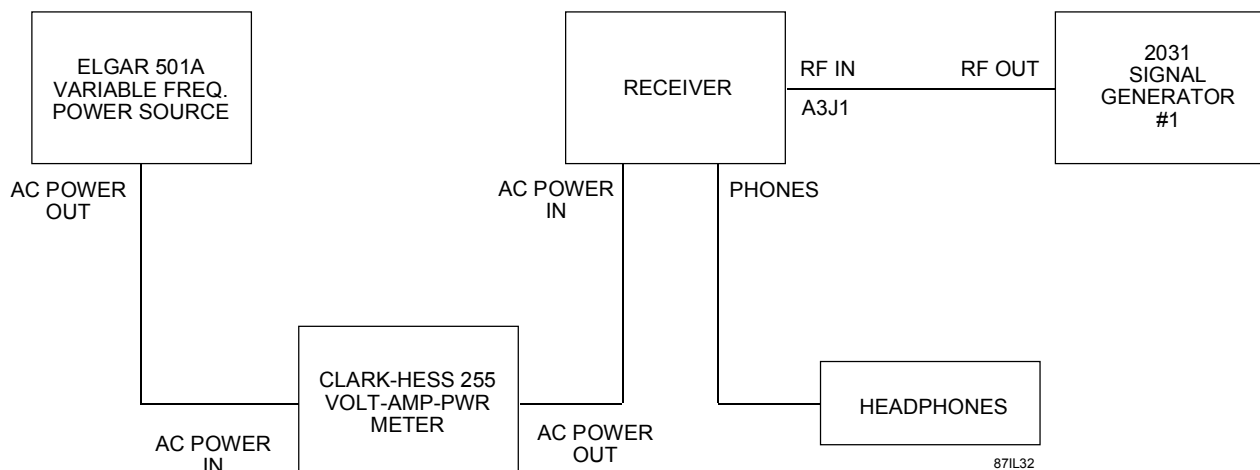 ELGAR 501A
VARIABLE FREQ.
POWER SOURCE
RECEIVER
RF IN
RF OUT
A3J1
2031
SIGNAL
GENERATOR
#1
AC POWER
OUT
AC POWER
IN
PHONES
CLARK-HESS 255
VOLT-AMP-PWR
METER
HEADPHONES
AC POWER
IN
AC POWER
OUT
87IL32